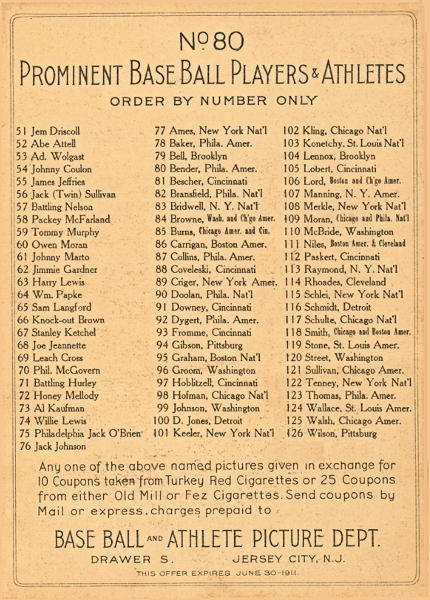 No. 80
PROMINENT BASE BALL PLAYERS & ATHLETES
ORDER BY NUMBER ONLY
51 Jem Driscoll
52 Abe Attell
53 Ad. Wolgast
54 Johnny Coulon
55 James Jeffries
56 Jack (Twin) Sullivan
57 Battling Nelson
58 Packey McFarland
59 Tommy Murphy
60 Owen Moran
61 Johnny Marto
62 Jimmie Gardner
63 Harry Lewis
64 Wm. Papke
65 Sam Langford
66 Knock-out Brown
67 Stanley Ketchel
68 Joe Jeannette
69 Leach Cross
70 Phil. McGovern
71 Battling Hurley
72 Honey Mellody
73 Al Kaufman
74 Willie Lewis
75 Philadelphia Jack O'Brien
76 Jack Johnson
77 Ames, New York Nat'l
78 Baker, Phila. Amer.
79 Bell, Brooklyn
80 Bender, Phila. Amer.
81 Bescher, Cincinnati
82 Bransfield, Phil. Nat'l
83 Bridwell, N. Y. Nat'l
84 Browne, Wash. and Ch'go Amer.
85 Burns, Chicago Amer. and Cin.
86 Carrigan, Boston Amer.
87 Collins, Phila. Amer.
88 Coveleski, Cincinnati
89 Criger, New York Amer.
90 Doolan, Phila. Nat'l
91 Downey, Cincinnati
92 Dygert, Phila. Amer.
93 Fromme, Cincinnati
94 Gibson, Pittsburg
95 Graham, Boston Nat'l
96 Groom, Washington
97 Hoblitzell, Cincinnati
98 Hofman, Chicago Nat'l
99 Johnson, Washington
100 D. Jones, Detroit
101 Keeler, New York Nat'l
102 Kling, Chicago Nat'l
103 Konetchy, St. Louis Nat'l
104 Lennox, Brooklyn
105 Lobert, Cincinnati
106 Lord, Boston and Ch'go Amer.
107 Manning, N. Y. Amer.
108 Merkle, New York Nat'l
109 Moran, Chicago and Phila. Nat'l
110 McBride, Washington
111 Niles, Boston Amer. & Cleveland
112 Paskert, Cincinnati
113 Raymond, N. Y. Nat'l
114 Rhoades, Cleveland
115 Schlei, New York Nat'l
116 Schmidt, Detroit
117 Schulte, Chicago Nat'l
118 Smith, Chicago and Boston Amer.
119 Stone, St. Louis Amer.
120 Street, Washington
121 Sullivan, Chicago Amer.
122 Tenney, New York Nat'l
123 Thomas, Phila. Amer.
124 Wallace, St. Louis Amer.
125 Walsh, Chicago Amer.
126 Wilson, Pittsburg
Any one of the above named pictures given in exchange for
10 Coupons taken from Turkey Red Cigarettes or 25 Coupons
from either Old Mill or Fez Cigarettes. Send coupons by
Mail or express, charges prepaid to
BASE BALL AND ATHLETE PICTURE DEPT.
DRAWER S. JERSEY CITY, N.J.
THIS OFFER EXPIRES JUNE 30-1911.